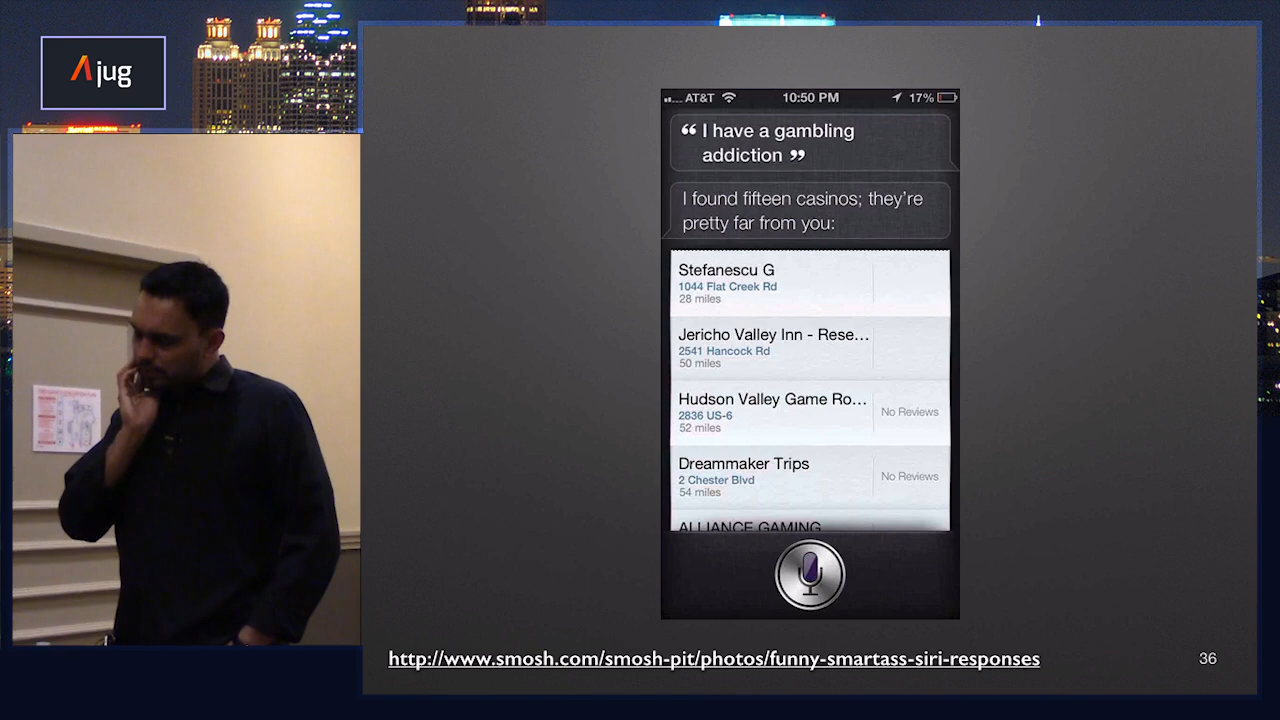 jug
AT&T 10:50 PM 17%
“ I have a gambling
addiction ”
I found fifteen casinos; they’re
pretty far from you:
Stefanescu G
1044 Flat Creek Rd
28 miles
Jericho Valley Inn - Rese…
2541 Hancock Rd
50 miles
Hudson Valley Game Ro…
2836 US-6
52 miles
No Reviews
Dreammaker Trips
2 Chester Blvd
54 miles
No Reviews
ALLIANCE GAMING
http://www.smosh.com/smosh-pit/photos/funny-smartass-siri-responses
36